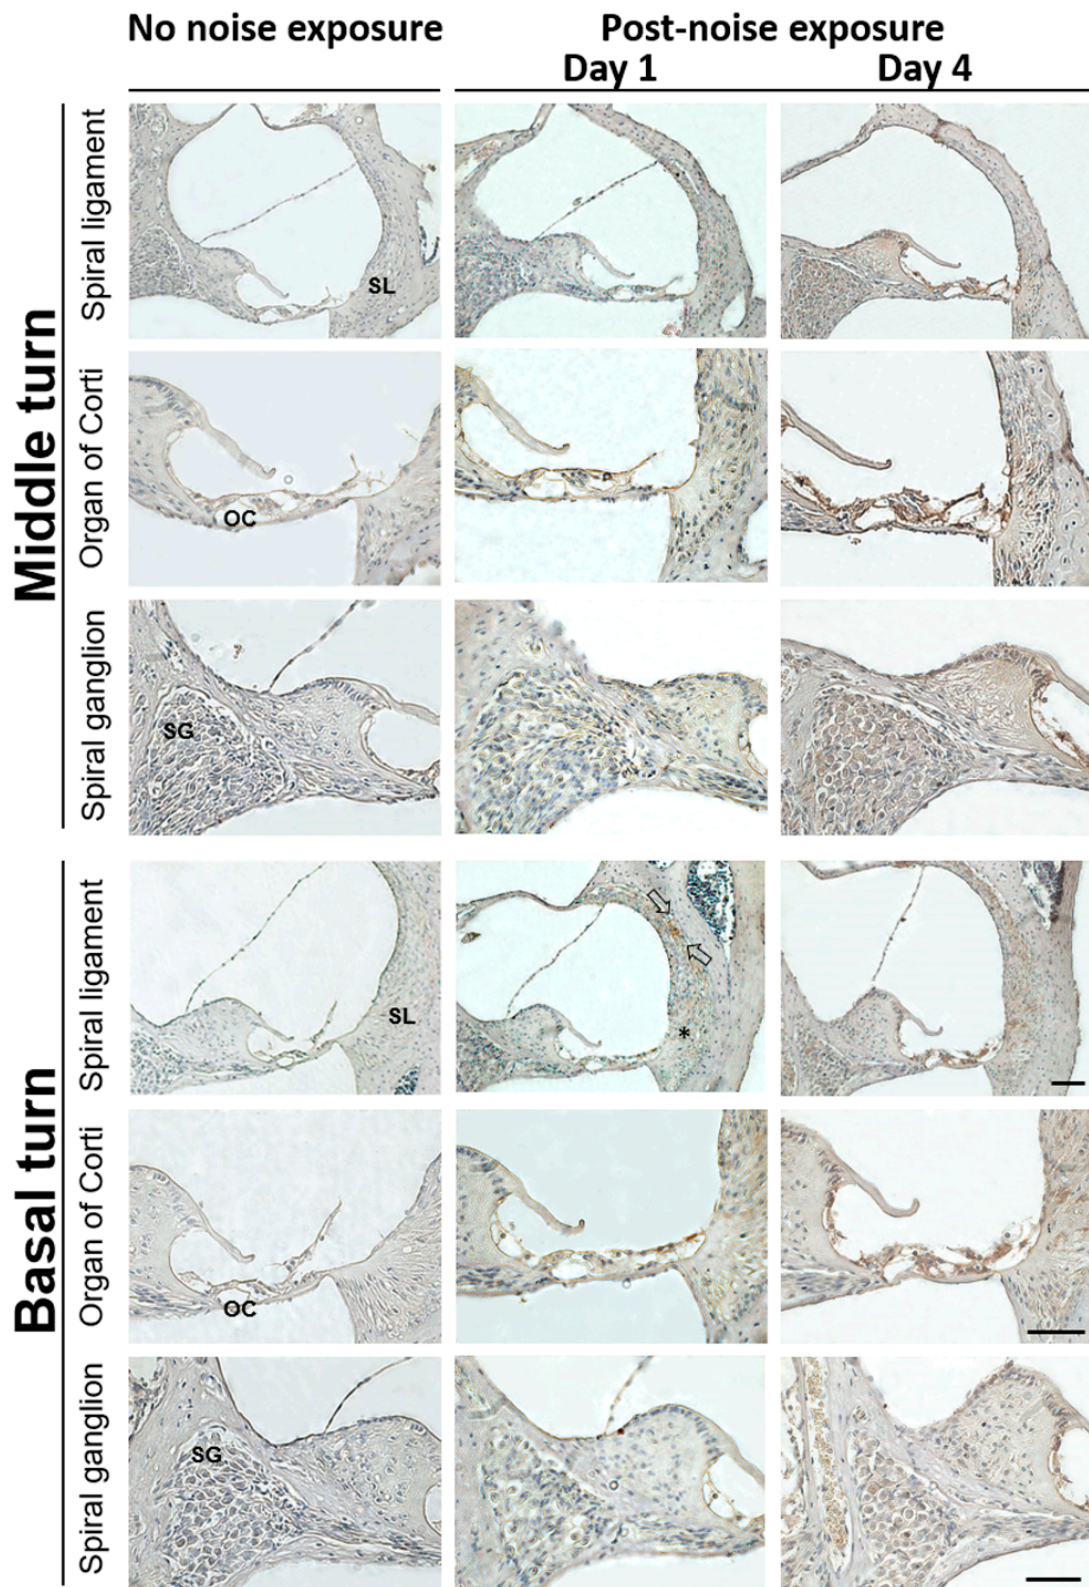 No noise exposure
Post-noise exposure
Day 1
Day 4
Middle turn
Spiral ligament
SL
Organ of Corti
OC
Spiral ganglion
SG
Basal turn
Spiral ligament
SL
*
Organ of Corti
OC
Spiral ganglion
SG